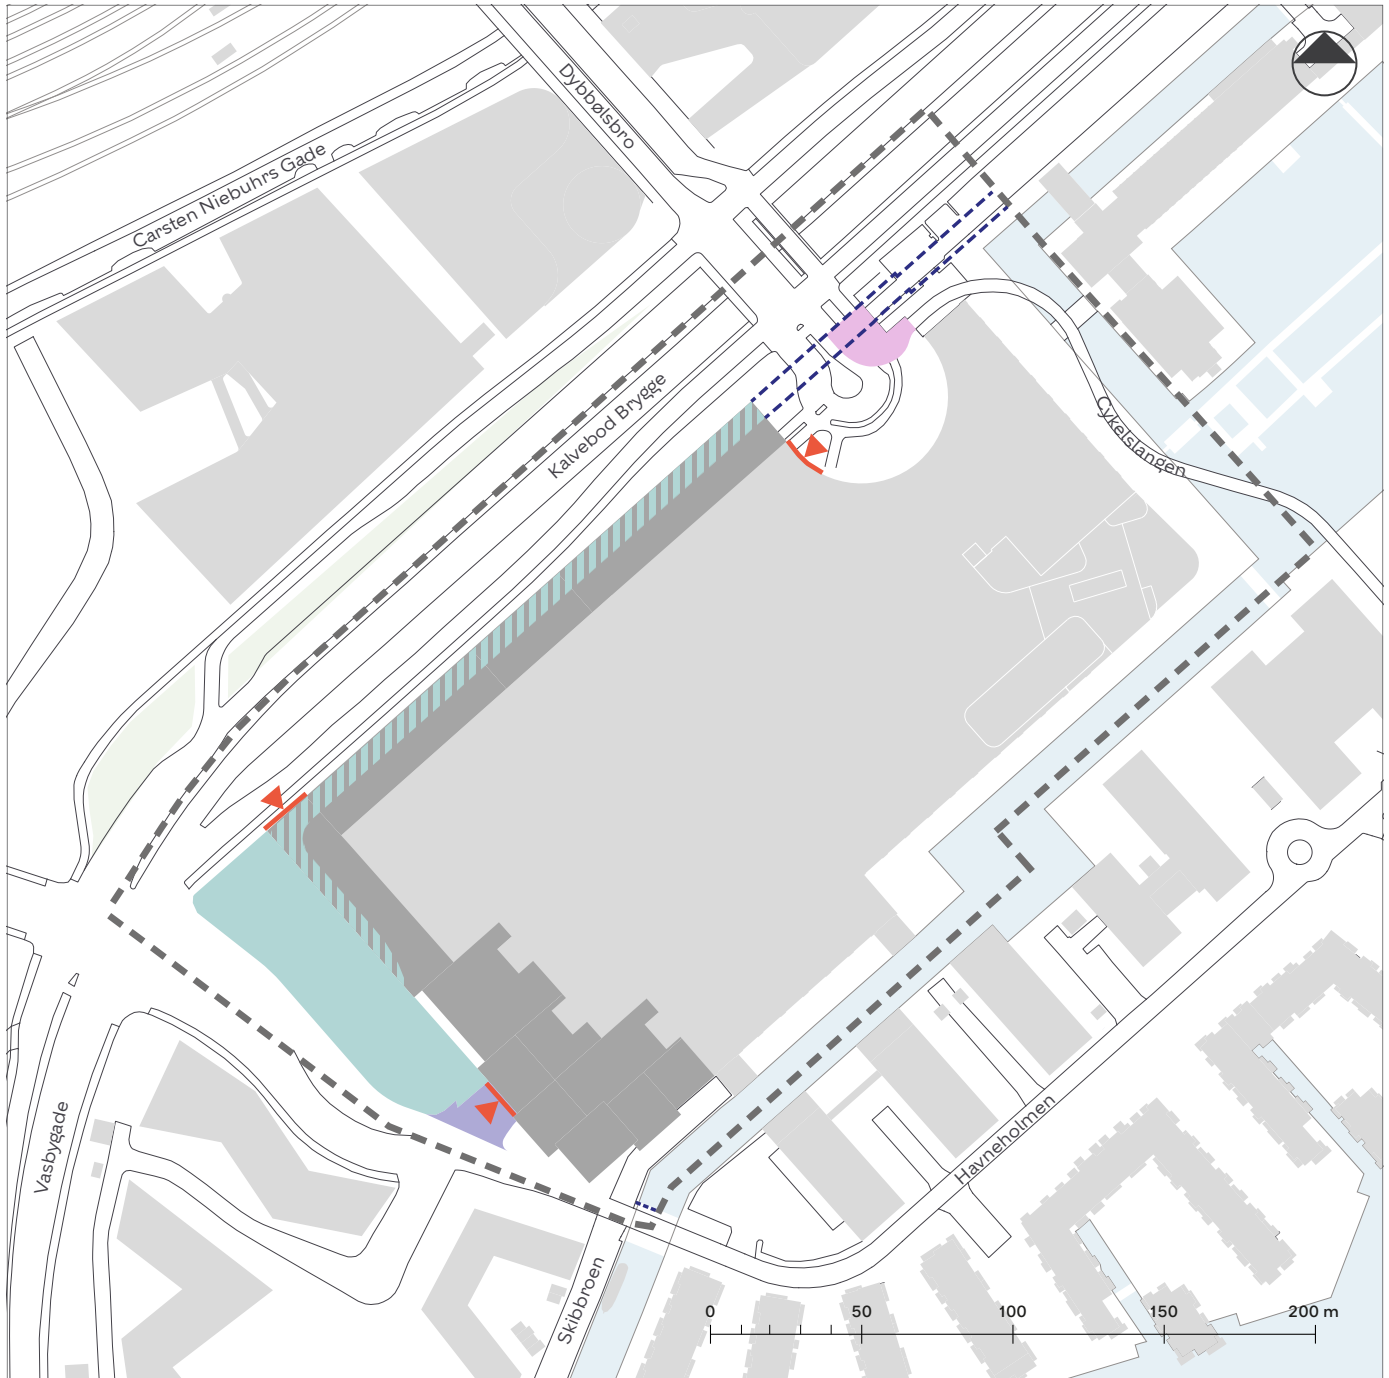 Dybbølsbro
Carsten Niebuhrs Gade
Kalvebod Brygge
Cykelslangen
Vasbygade
Havneholmen
Skibbroen
0 50 100 150 200 m